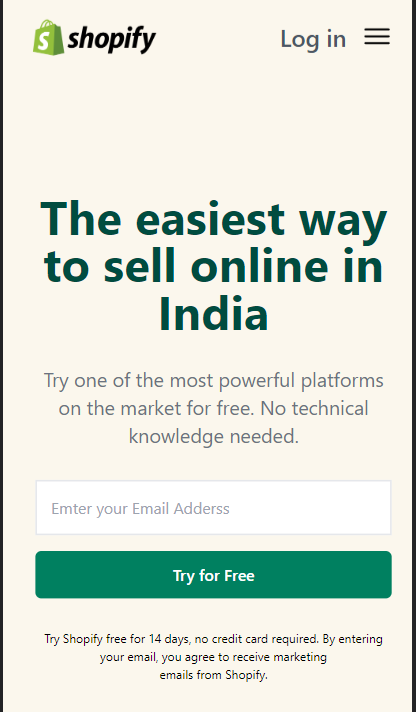 shopify
Log in
The easiest way
to sell online in
India
Try one of the most powerful platforms
on the market for free. No technical
knowledge needed.
Enter your Email Adderss
Try for Free
Try Shopify free for 14 days, no credit card required. By entering
your email, you agree to receive marketing
emails from Shopify.